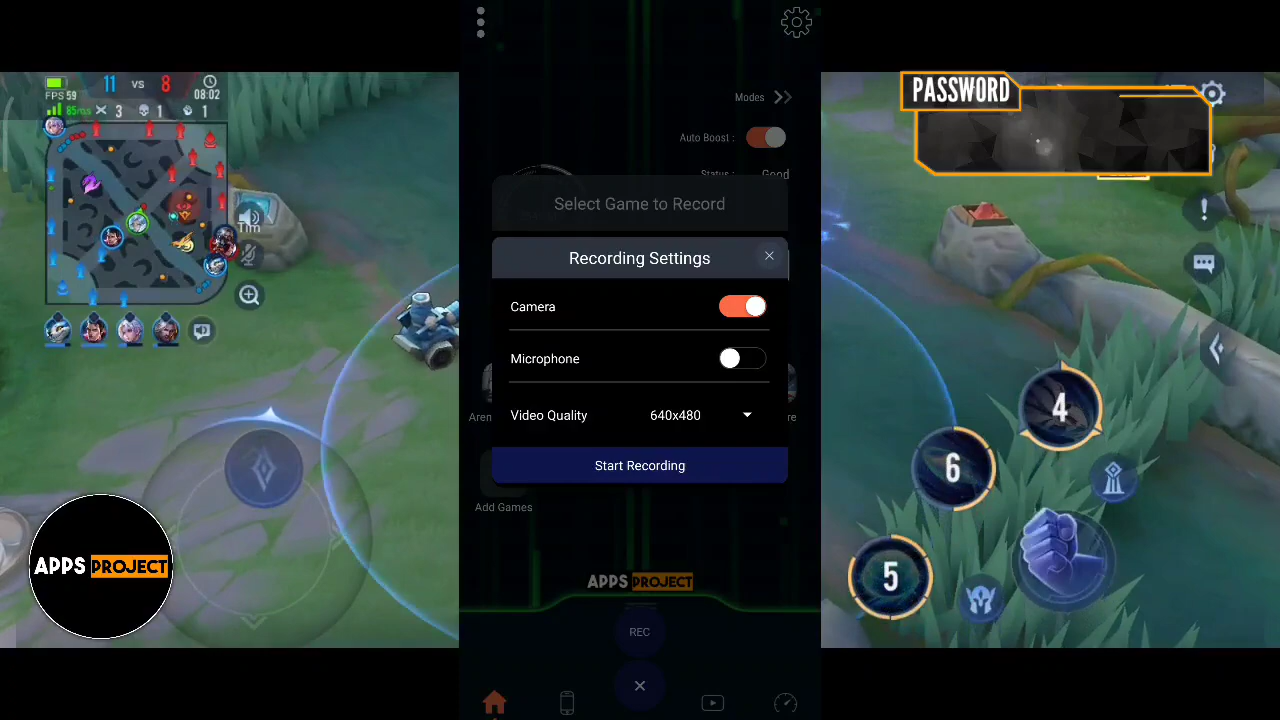 11 vs 8
FPS 59
08:02
85ms 3 1 1
Tim
APPS PROJECT
Modes
Auto Boost :
Status : Good
Select Game to Record
Recording Settings
Camera
Microphone
Video Quality 640x480
Start Recording
Add Games
APPS PROJECT
REC
PASSWORD
4
6
5